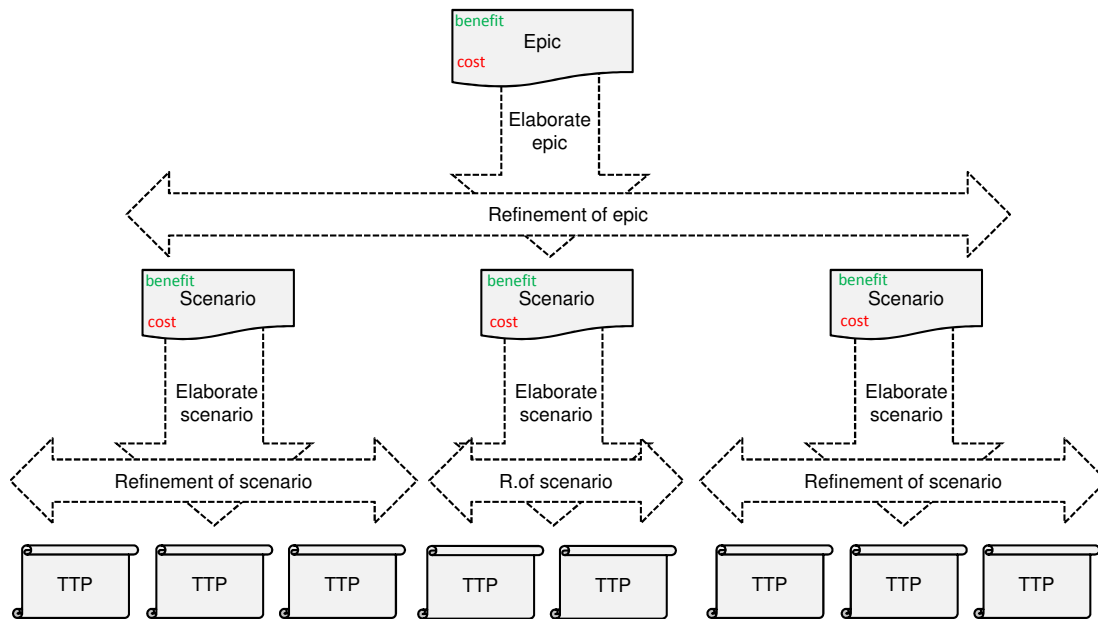 benefit
Epic
cost
Elaborate
epic
Refinement of epic
benefit
Scenario
cost
benefit
Scenario
cost
benefit
Scenario
cost
Elaborate
scenario
Elaborate
scenario
Elaborate
scenario
Refinement of scenario
R.of scenario
Refinement of scenario
TTP
TTP
TTP
TTP
TTP
TTP
TTP
TTP